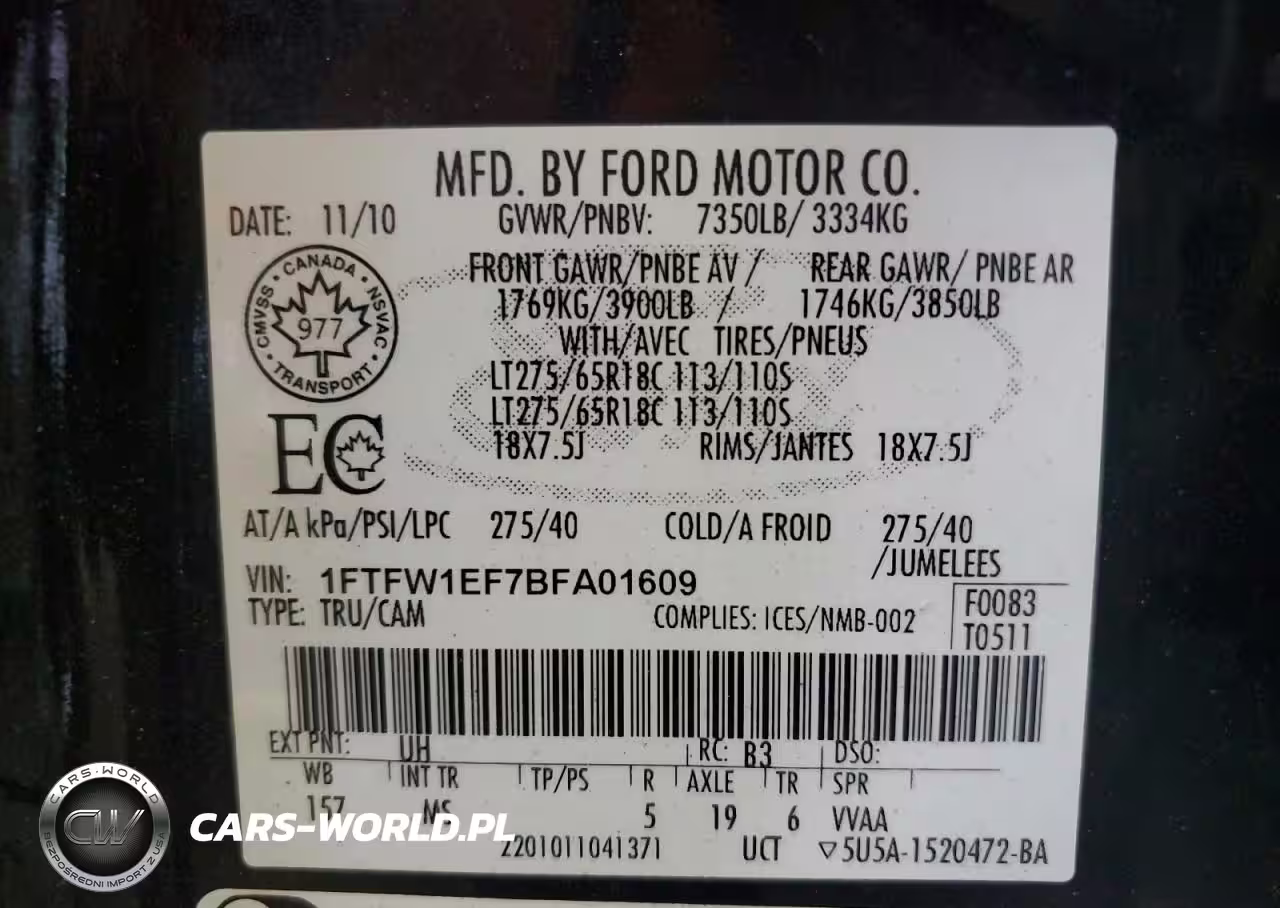 MFD. BY FORD MOTOR CO.
DATE: 11/10 GVWR/PNBV: 7350LB/ 3334KG
FRONT GAWR/PNBE AV / REAR GAWR/ PNBE AR
1769KG/3900LB / 1746KG/3850LB
WITH/AVEC TIRES/PNEUS
LT275/65R18C 113/110S
LT275/65R18C 113/110S
18X7.5J RIMS/JANTES 18X7.5J
CANADA
CMVSS 977 NSVAC
TRANSPORT
EC
AT/A kPa/PSI/LPC 275/40 COLD/A FROID 275/40
/JUMELEES
VIN: 1FTFW1EF7BFA01609
TYPE: TRU/CAM COMPLIES: ICES/NMB-002
F0083
T0511
EXT PNT: UH RC: B3 DSO:
WB INT TR TP/PS R AXLE TR SPR
157 MS 5 19 6 VVAA
2201011041371 UCT ▽5U5A-1520472-BA
CARS-WORLD
CW
BEZPOŚREDNI IMPORT Z USA
CARS-WORLD.PL